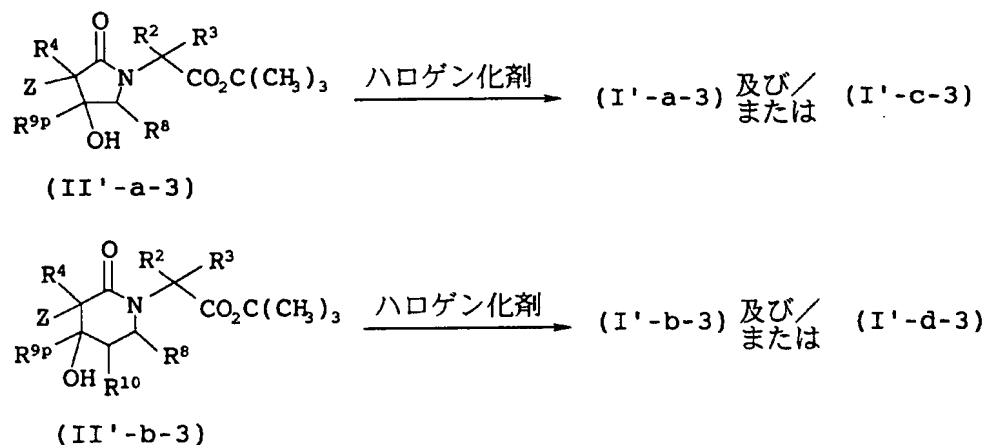 O
R⁴ R² R³
Z N CO₂C(CH₃)₃ ハロゲン化剤 (I'-a-3) 及び/または (I'-c-3)
R⁹ᵖ OH R⁸
(II'-a-3)
O
R⁴ R² R³
Z N CO₂C(CH₃)₃ ハロゲン化剤 (I'-b-3) 及び/または (I'-d-3)
R⁹ᵖ R⁸
OH R¹⁰
(II'-b-3)